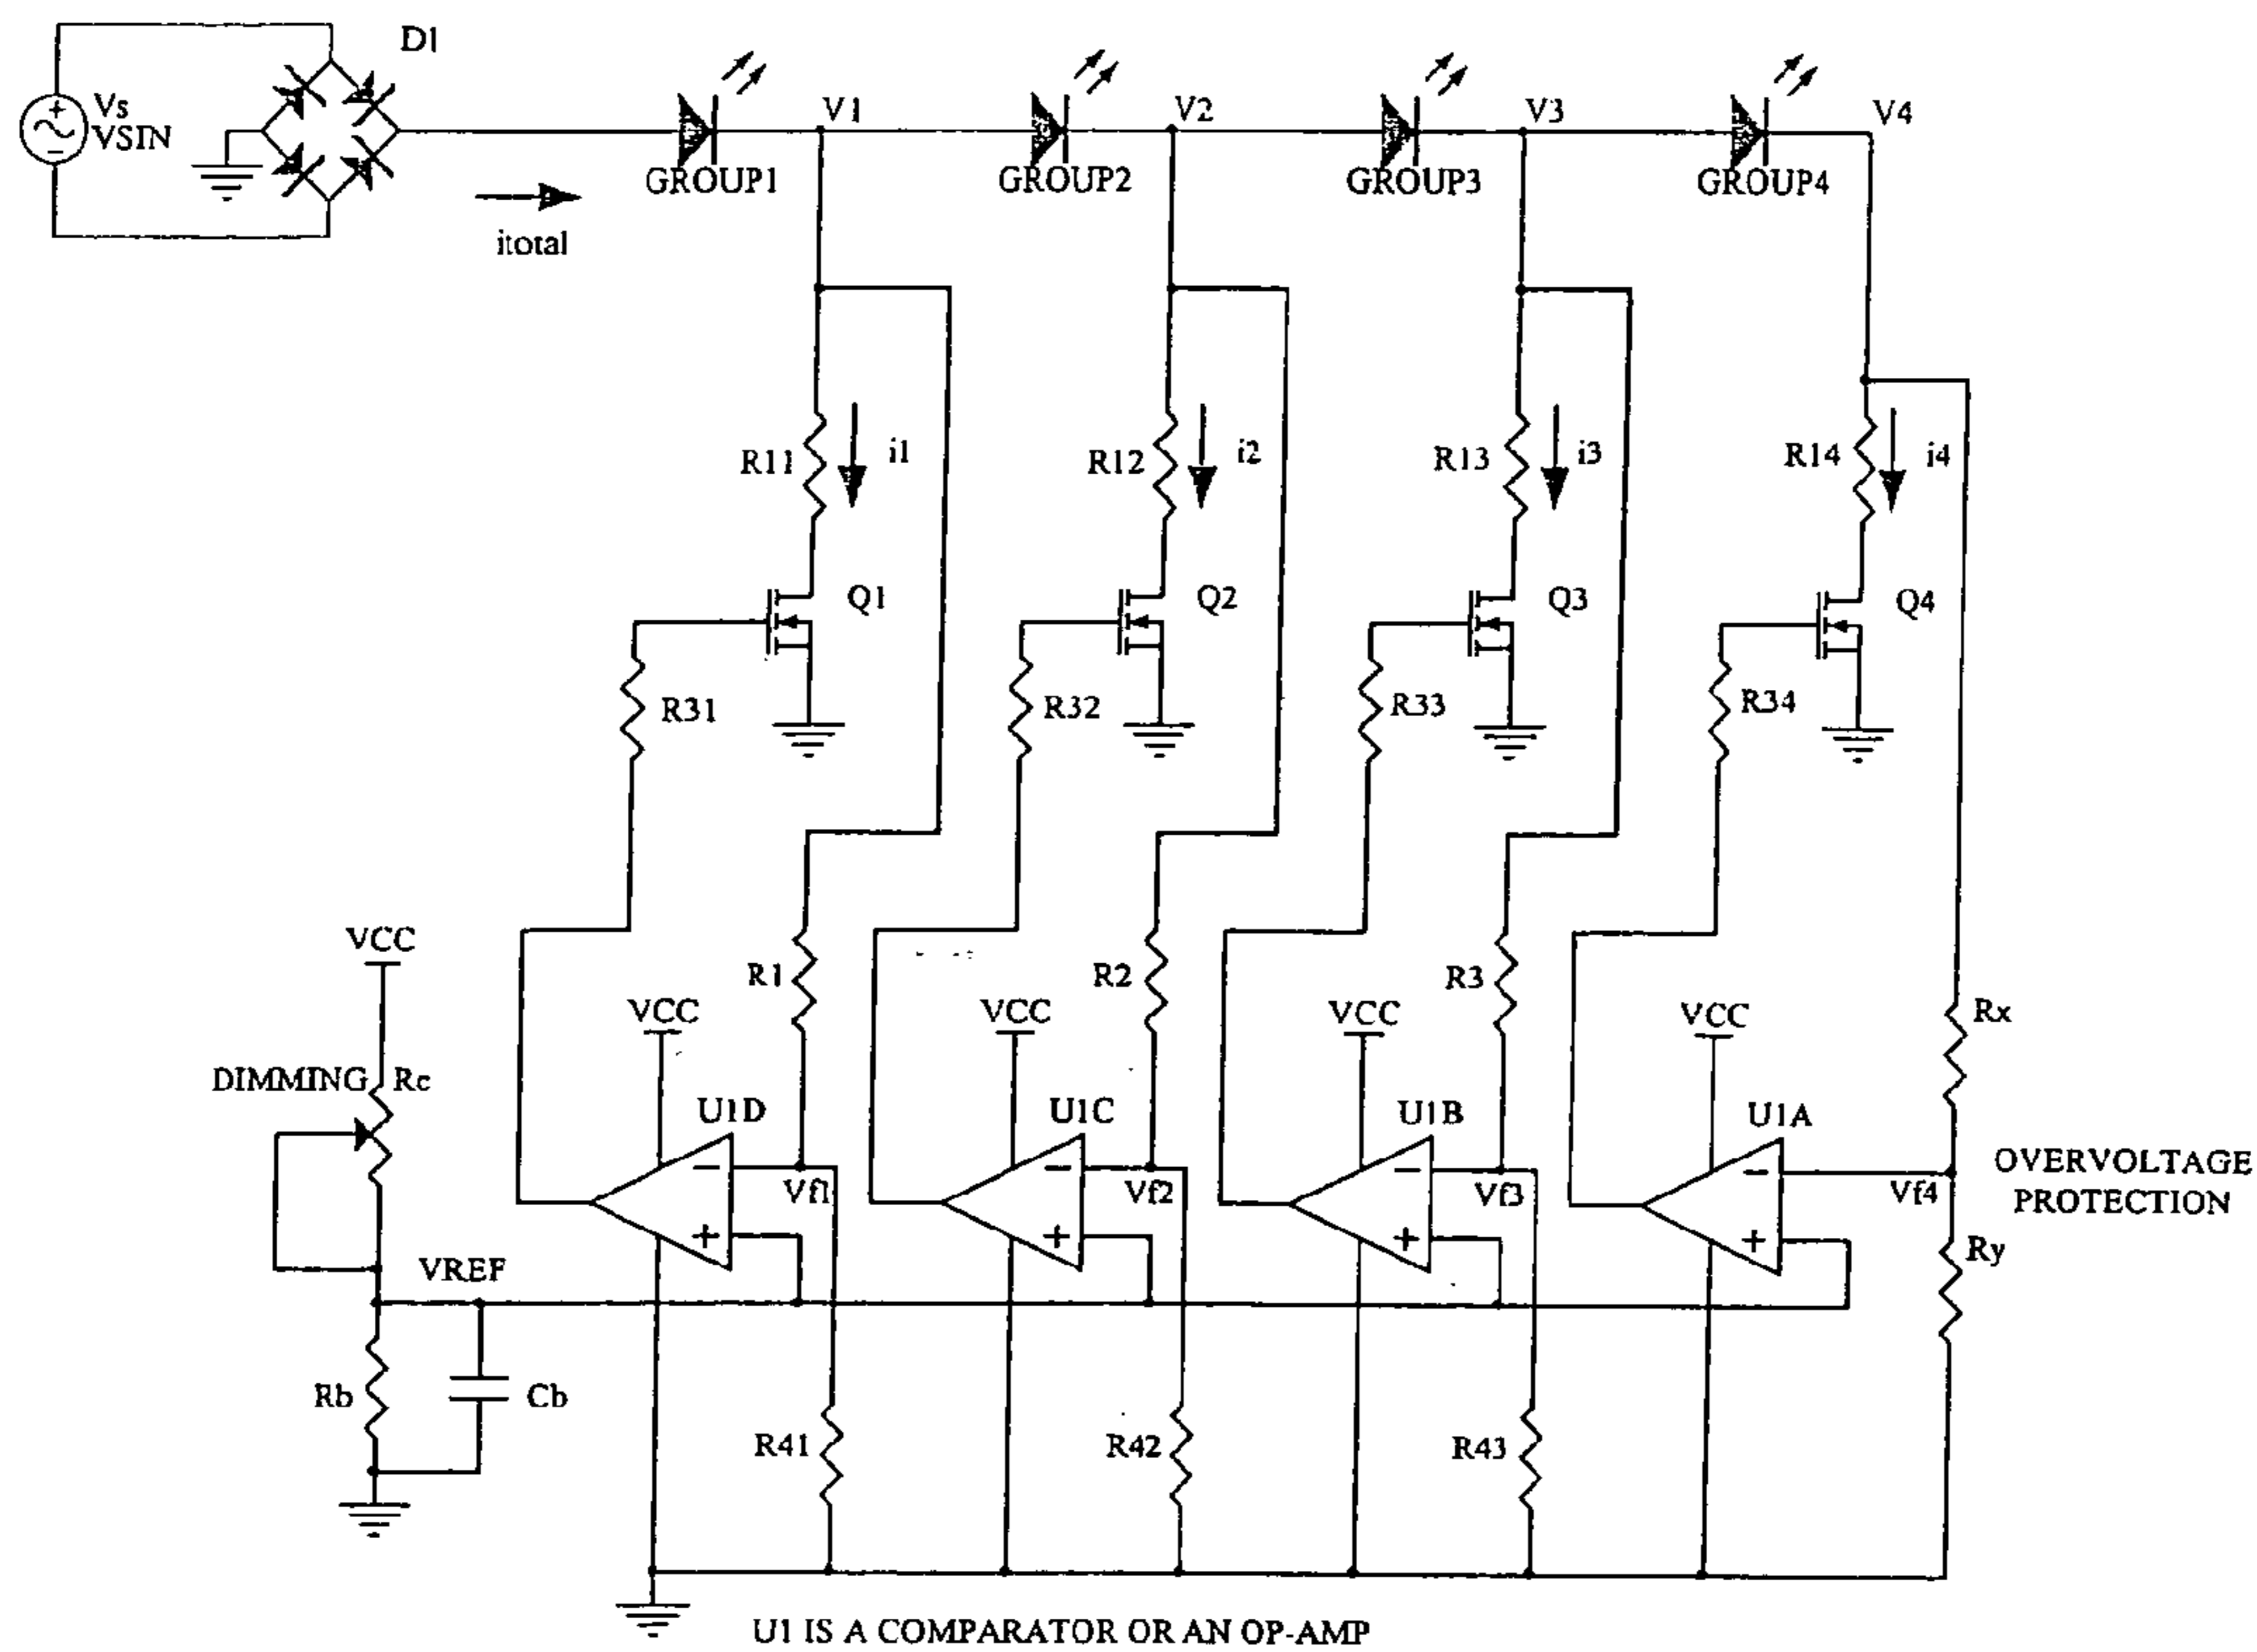 D1
Vs
VSIN
V1
V2
V3
V4
GROUP1
GROUP2
GROUP3
GROUP4
itotal
R11
i1
R12
i2
R13
i3
R14
i4
Q1
Q2
Q3
Q4
R31
R32
R33
R34
VCC
R1
R2
R3
VCC
VCC
VCC
VCC
Rx
DIMMING
Rc
U1D
U1C
U1B
U1A
OVERVOLTAGE
PROTECTION
Vf1
Vf2
Vf3
Vf4
VREF
Ry
Rb
Cb
R41
R42
R43
U1 IS A COMPARATOR OR AN OP-AMP